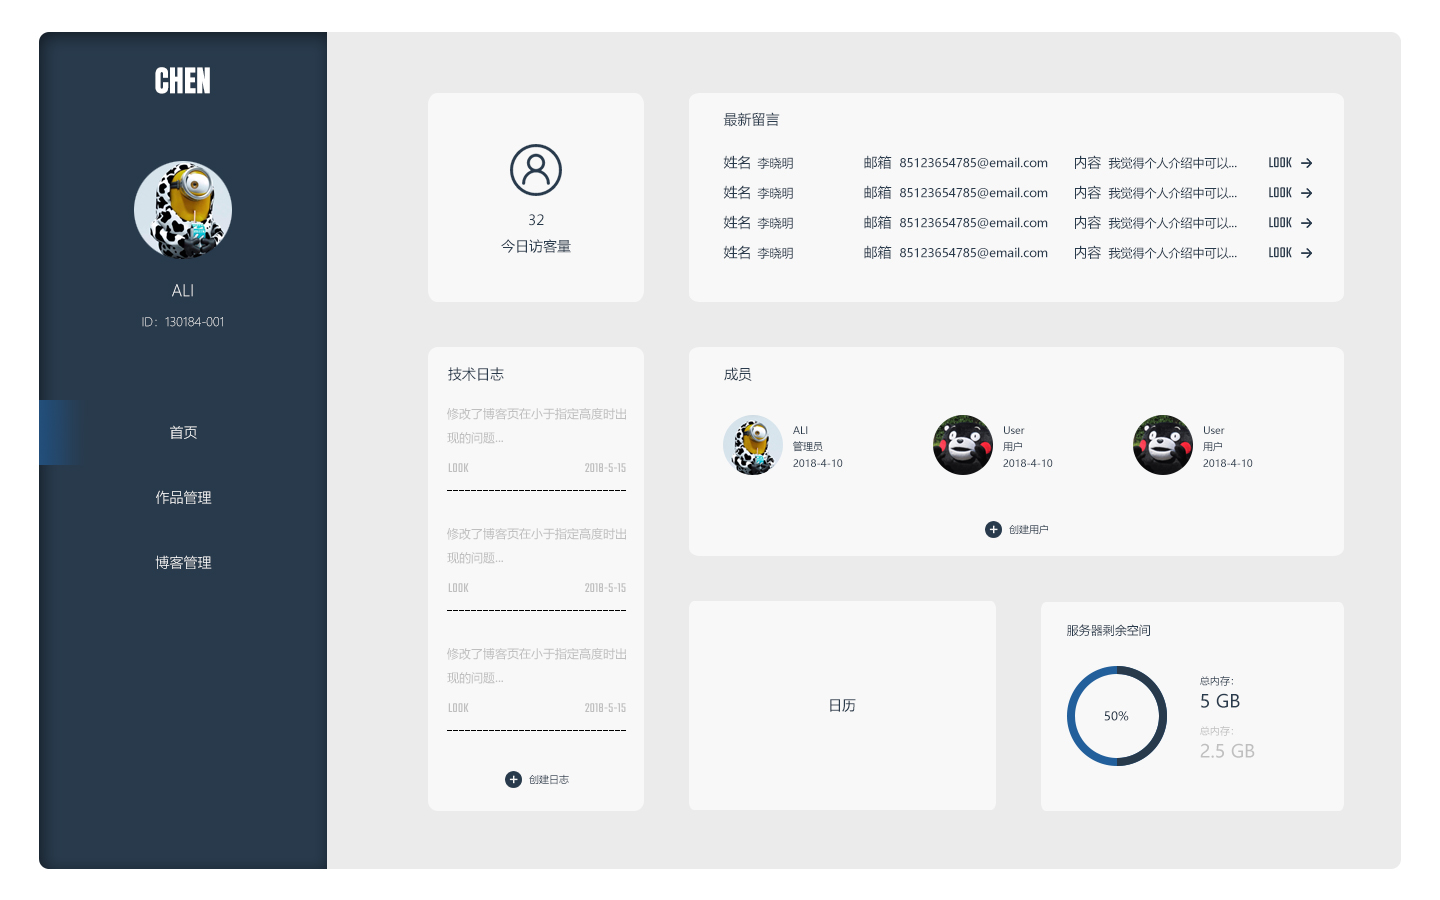 CHEN
ALI
ID：130184-001
首页
作品管理
博客管理
32
今日访客量
最新留言
姓名 李晓明 邮箱 85123654785@email.com 内容 我觉得个人介绍中可以... LOOK
姓名 李晓明 邮箱 85123654785@email.com 内容 我觉得个人介绍中可以... LOOK
姓名 李晓明 邮箱 85123654785@email.com 内容 我觉得个人介绍中可以... LOOK
姓名 李晓明 邮箱 85123654785@email.com 内容 我觉得个人介绍中可以... LOOK
技术日志
修改了博客页在小于指定高度时出
现的问题...
LOOK 2018-5-15
修改了博客页在小于指定高度时出
现的问题...
LOOK 2018-5-15
修改了博客页在小于指定高度时出
现的问题...
LOOK 2018-5-15
创建日志
成员
ALI
管理员
2018-4-10
User
用户
2018-4-10
User
用户
2018-4-10
创建用户
日历
服务器剩余空间
50%
总内存：
5 GB
总内存：
2.5 GB